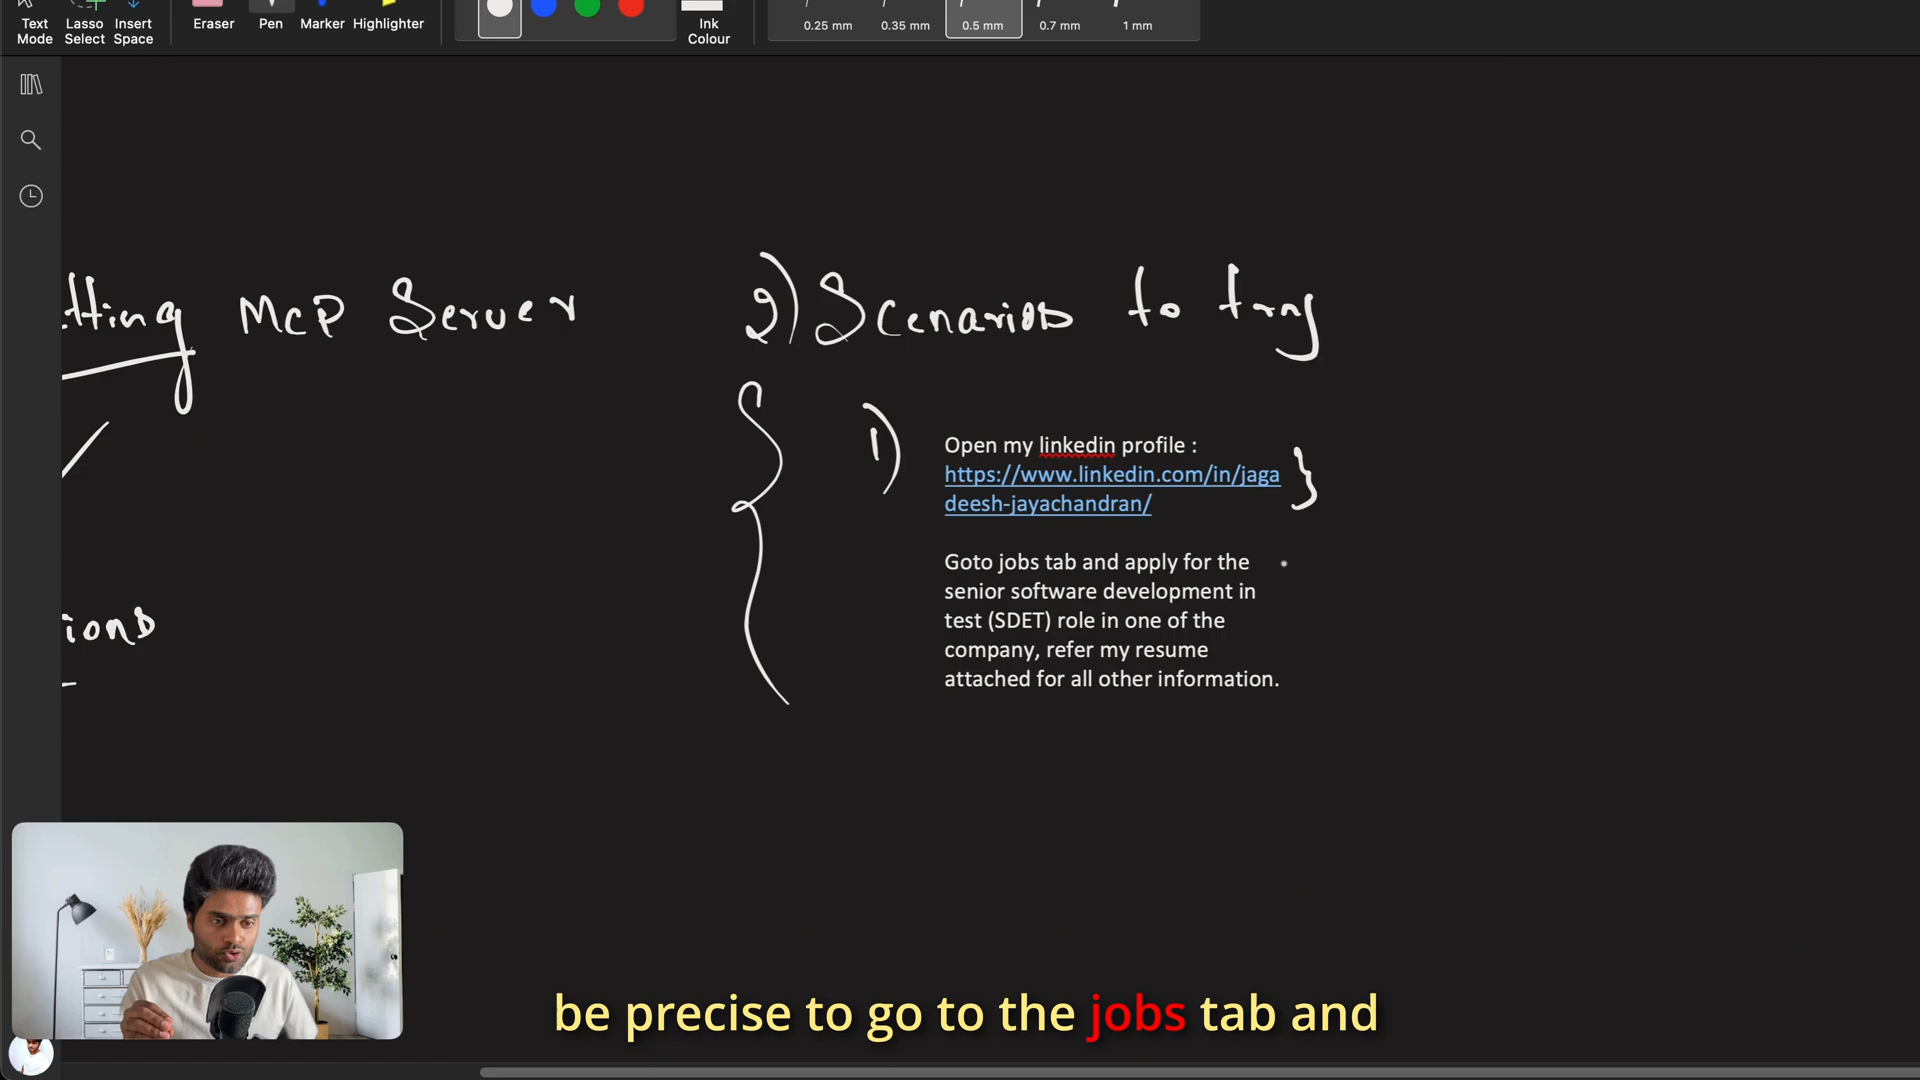 Text Mode
Lasso Select
Insert Space
Eraser
Pen
Marker
Highlighter
Ink Colour
0.25 mm
0.35 mm
0.5 mm
0.7 mm
1 mm
tting MCP Server
2) Scenarios to try
1)
Open my linkedin profile :
https://www.linkedin.com/in/jaga
deesh-jayachandran/
Goto jobs tab and apply for the
senior software development in
test (SDET) role in one of the
company, refer my resume
attached for all other information.
ions
be precise to go to the jobs tab and